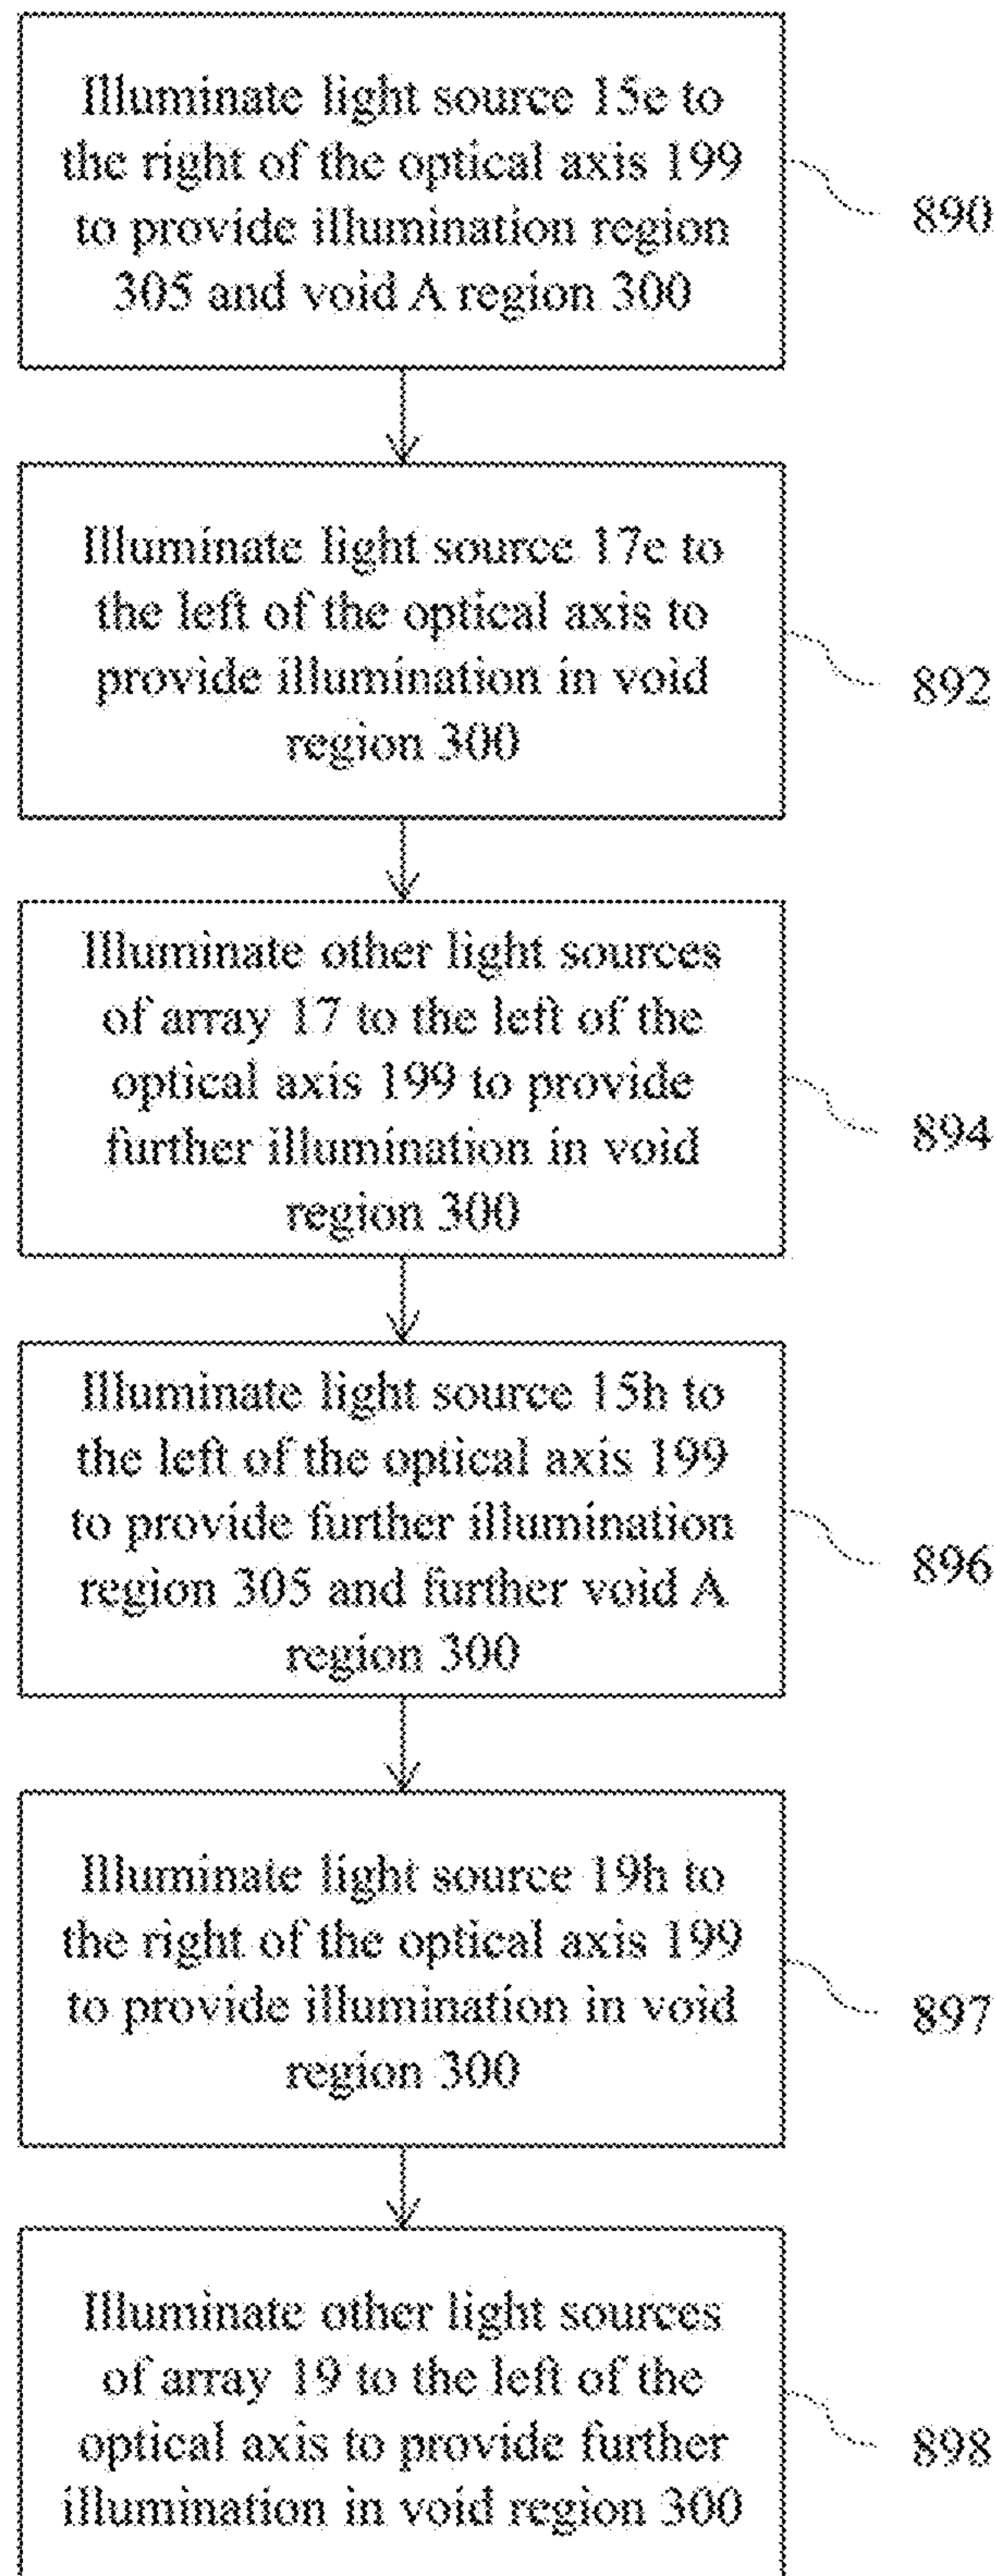 Illuminate light source 15e to
the right of the optical axis 199
to provide illumination region
305 and void A region 300
890
Illuminate light source 17e to
the left of the optical axis to
provide illumination in void
region 300
892
Illuminate other light sources
of array 17 to the left of the
optical axis 199 to provide
further illumination in void
region 300
894
Illuminate light source 15h to
the left of the optical axis 199
to provide further illumination
region 305 and further void A
region 300
896
Illuminate light source 19h to
the right of the optical axis 199
to provide illumination in void
region 300
897
Illuminate other light sources
of array 19 to the left of the
optical axis to provide further
illumination in void region 300
898